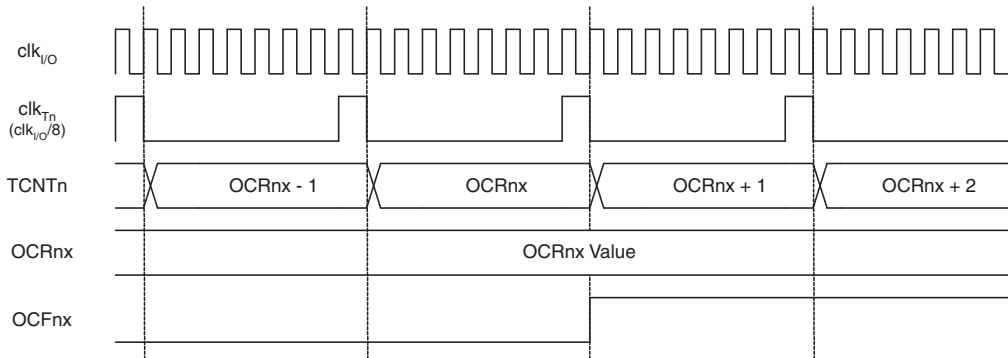 clkI/O
clkTn
(clkI/O/8)
TCNTn OCRnx - 1 OCRnx OCRnx + 1 OCRnx + 2
OCRnx OCRnx Value
OCFnx